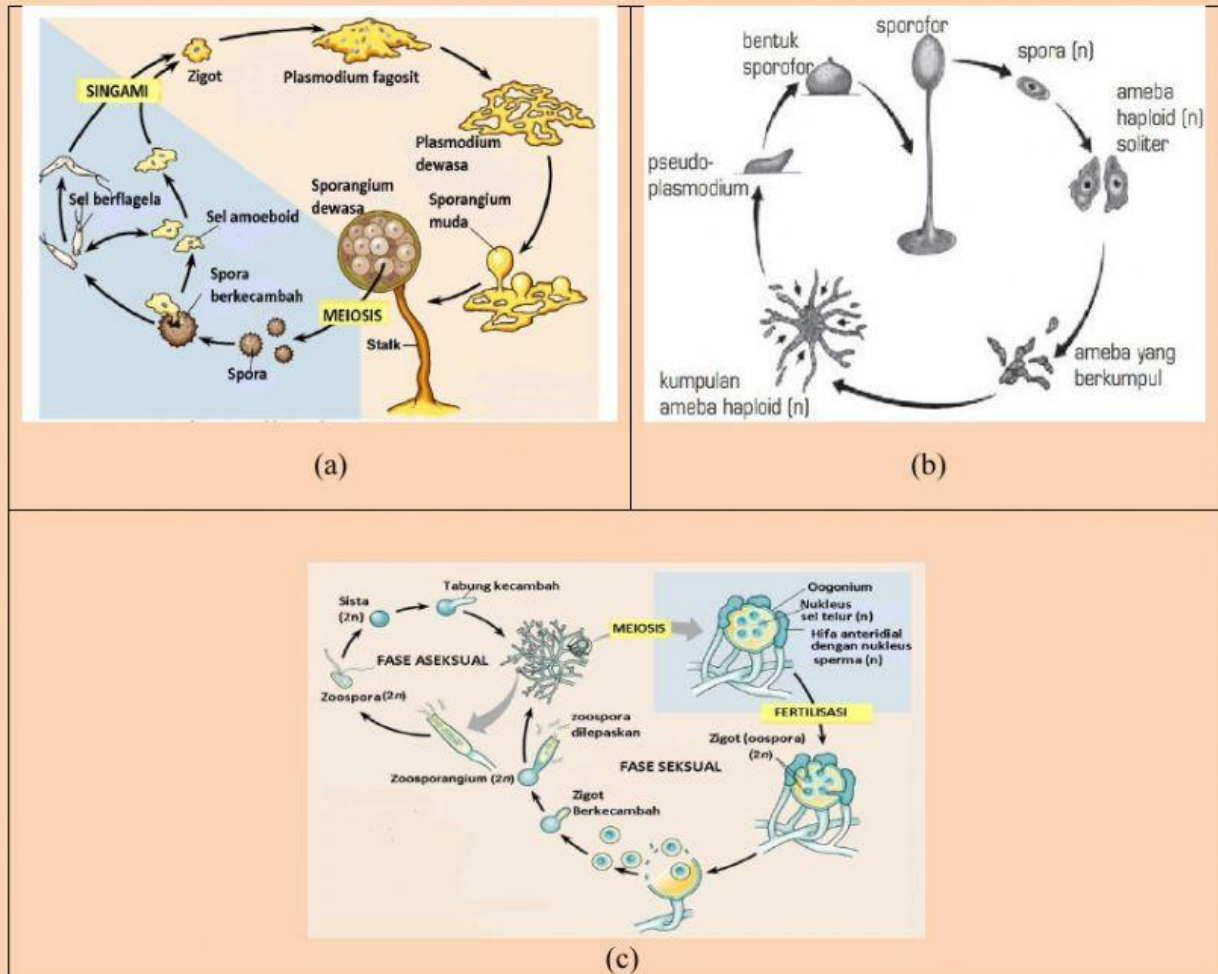 Zigot
Plasmodium fagosit
SINGAMI
Plasmodium
dewasa
Sel berflagela
Sel amoeboid
Sporangium
dewasa
Sporangium
muda
Spora
berkecambah
MEIOSIS
Spora
Stalk
(a)
sporofor
bentuk
sporofor
spora (n)
ameba
haploid (n)
soliter
pseudo-
plasmodium
ameba yang
berkumpul
kumpulan
ameba haploid (n)
(b)
Tabung kecambah
Sista
(2n)
FASE ASEKSUAL
MEIOSIS
Oogonium
Nukleus
sel telur (n)
Hifa anteridial
dengan nukleus
sperma (n)
Zoospora (2n)
zoospora
dilepaskan
FERTILISASI
Zoosporangium (2n)
FASE SEKSUAL
Zigot (oospora)
(2n)
Zigot
Berkecambah
(c)